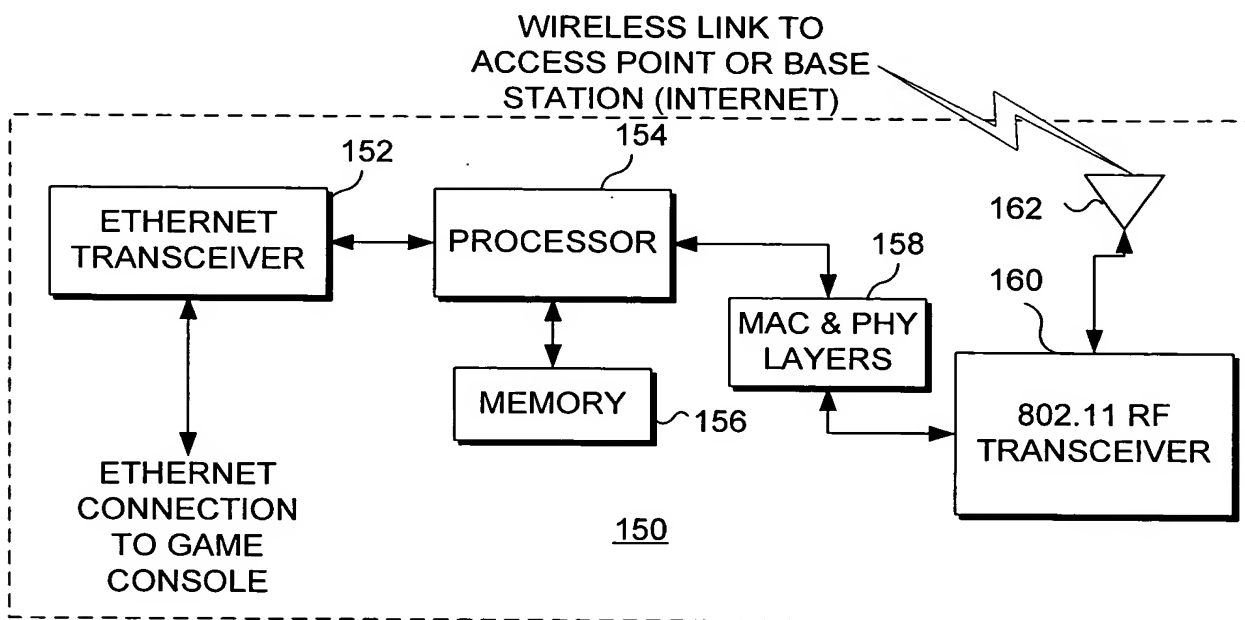 WIRELESS LINK TO
ACCESS POINT OR BASE
STATION (INTERNET)
152
154
ETHERNET
TRANSCEIVER
PROCESSOR
162
158
160
MAC & PHY
LAYERS
MEMORY
156
802.11 RF
TRANSCEIVER
ETHERNET
CONNECTION
TO GAME
CONSOLE
150